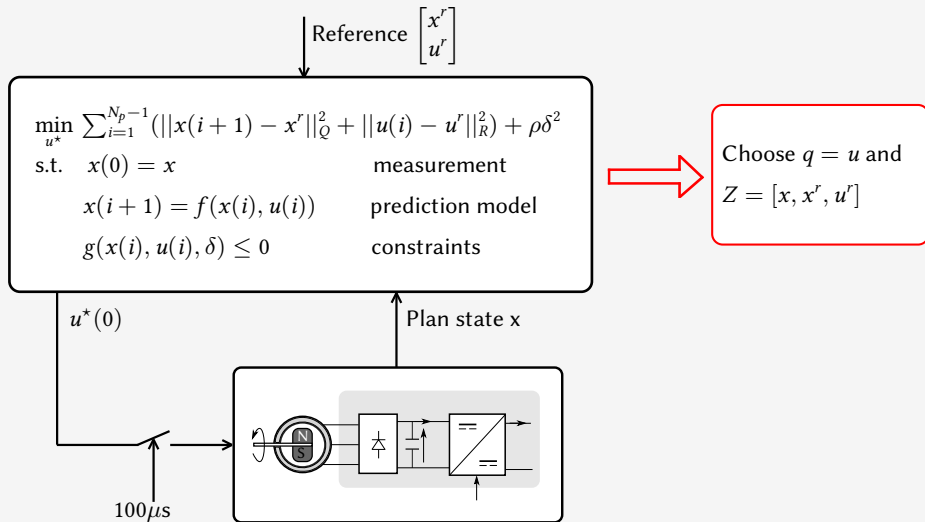 Reference [x^r u^r]
min_{u⋆} ∑_{i=1}^{N_p−1} (||x(i + 1) − x^r||_Q^2 + ||u(i) − u^r||_R^2) + ρδ^2
s.t. x(0) = x measurement
x(i + 1) = f(x(i), u(i)) prediction model
g(x(i), u(i), δ) ≤ 0 constraints
Choose q = u and
Z = [x, x^r, u^r]
u⋆(0)
Plan state x
N
S
100μs